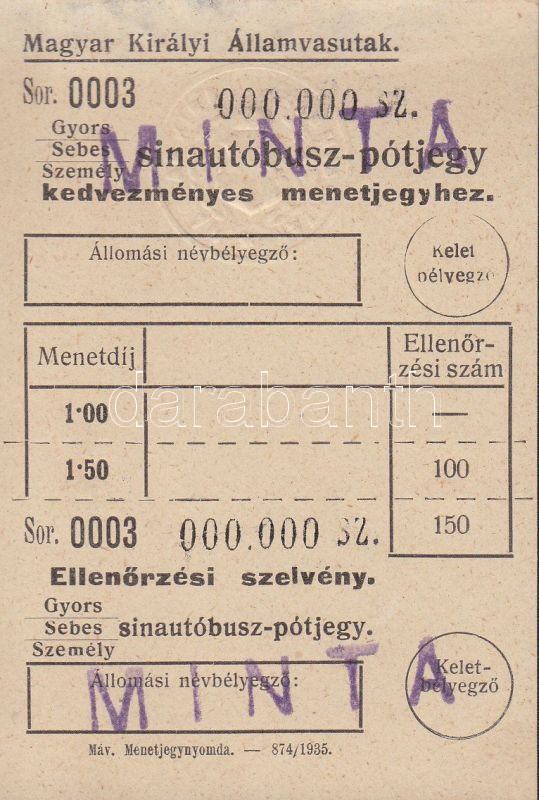 Magyar Királyi Államvasutak.
Sor. 0003 000.000 sz.
Gyors
Sebes sinautóbusz-pótjegy
Személy
kedvezményes menetjegyhez.
MINTA
Állomási névbélyegző: Kelet
bélyegző
Menetdíj Ellenőr-
zési szám
darabanth
1·00 —
1·50 100
150
Sor. 0003 000.000 sz.
Ellenőrzési szelvény.
Gyors
Sebes sinautóbusz-pótjegy.
Személy
MINTA
Állomási névbélyegző: Kelet-
bélyegző
Máv. Menetjegynyomda. — 874/1935.